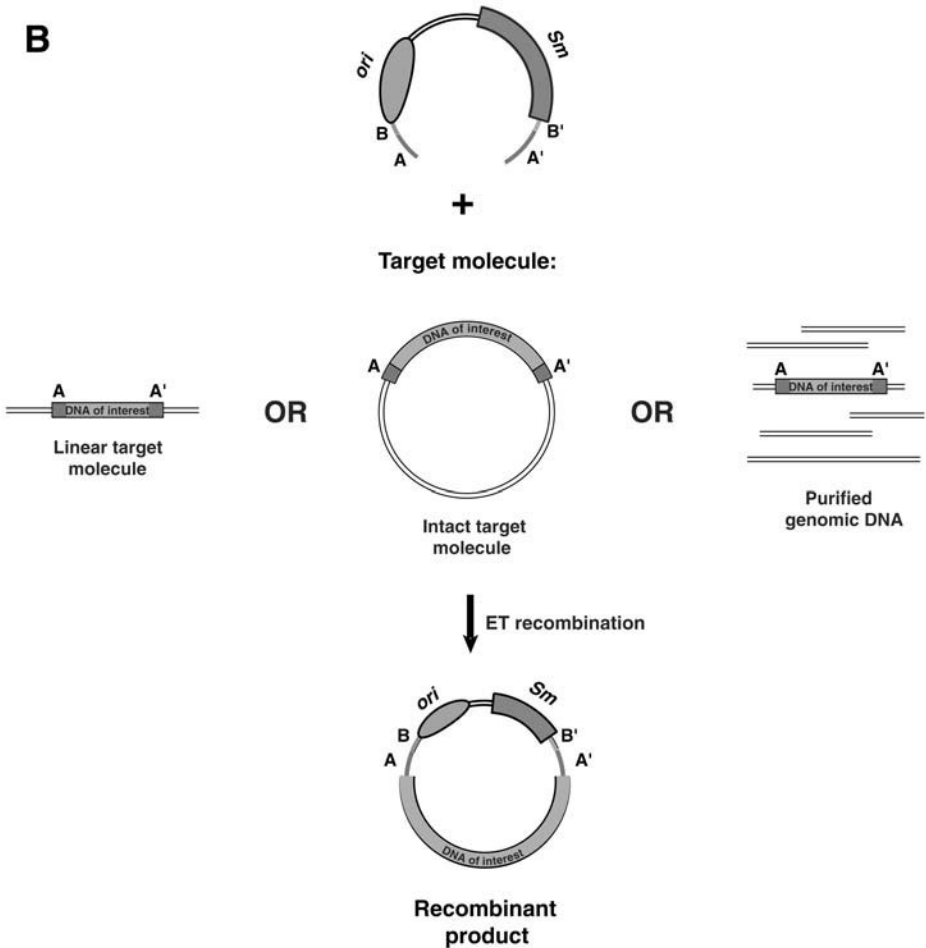 B
ori
Sm
B
B'
A
A'
+
Target molecule:
DNA of interest
A
A'
A
A'
A
A'
DNA of interest
OR
OR
DNA of interest
Linear target
molecule
Intact target
molecule
Purified
genomic DNA
ET recombination
ori
Sm
B
B'
A
A'
DNA of interest
Recombinant
product